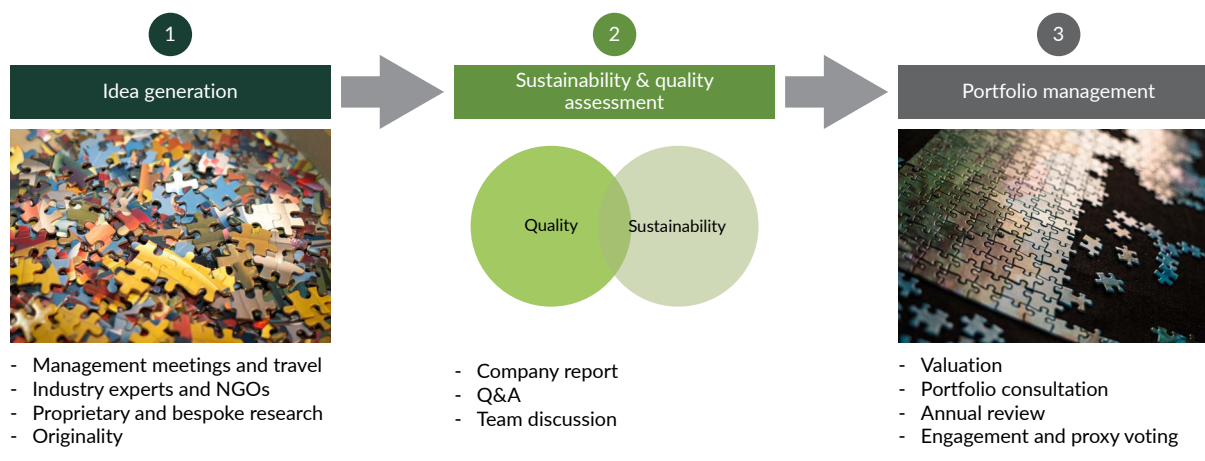 1
Idea generation
- Management meetings and travel
- Industry experts and NGOs
- Proprietary and bespoke research
- Originality
2
Sustainability & quality
assessment
Quality
Sustainability
- Company report
- Q&A
- Team discussion
3
Portfolio management
- Valuation
- Portfolio consultation
- Annual review
- Engagement and proxy voting